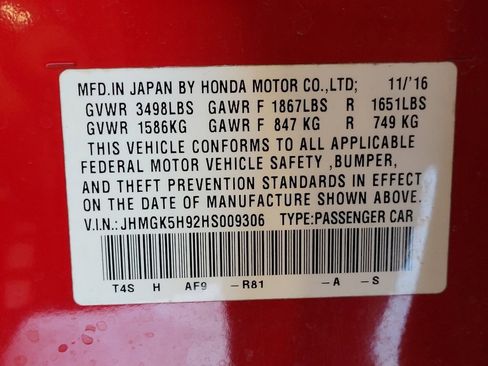 MFD.IN JAPAN BY HONDA MOTOR CO.,LTD; 11/'16
GVWR 3498LBS GAWR F 1867LBS R 1651LBS
GVWR 1586KG GAWR F 847 KG R 749 KG
THIS VEHICLE CONFORMS TO ALL APPLICABLE
FEDERAL MOTOR VEHICLE SAFETY ,BUMPER,
AND THEFT PREVENTION STANDARDS IN EFFECT
ON THE DATE OF MANUFACTURE SHOWN ABOVE.
V.I.N.:JHMGK5H92HS009306 TYPE:PASSENGER CAR
T4S H AF9 -R81 -A -S